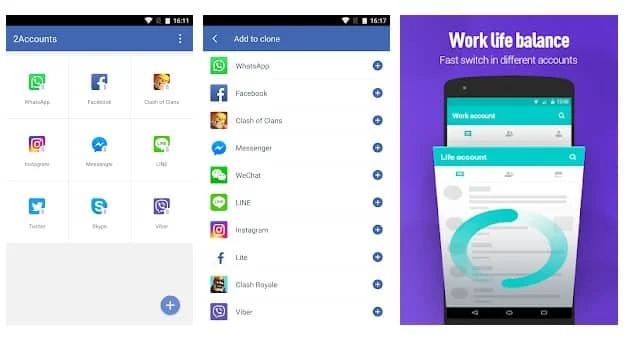 16:11
2Accounts
WhatsApp
Facebook
Clash of Clans
Instagram
Messenger
LINE
Twitter
Skype
Viber
16:17
Add to clone
WhatsApp
Facebook
Clash of Clans
Messenger
WeChat
LINE
Instagram
Lite
Clash Royale
Viber
Work life balance
Fast switch in different accounts
Work account
Life account